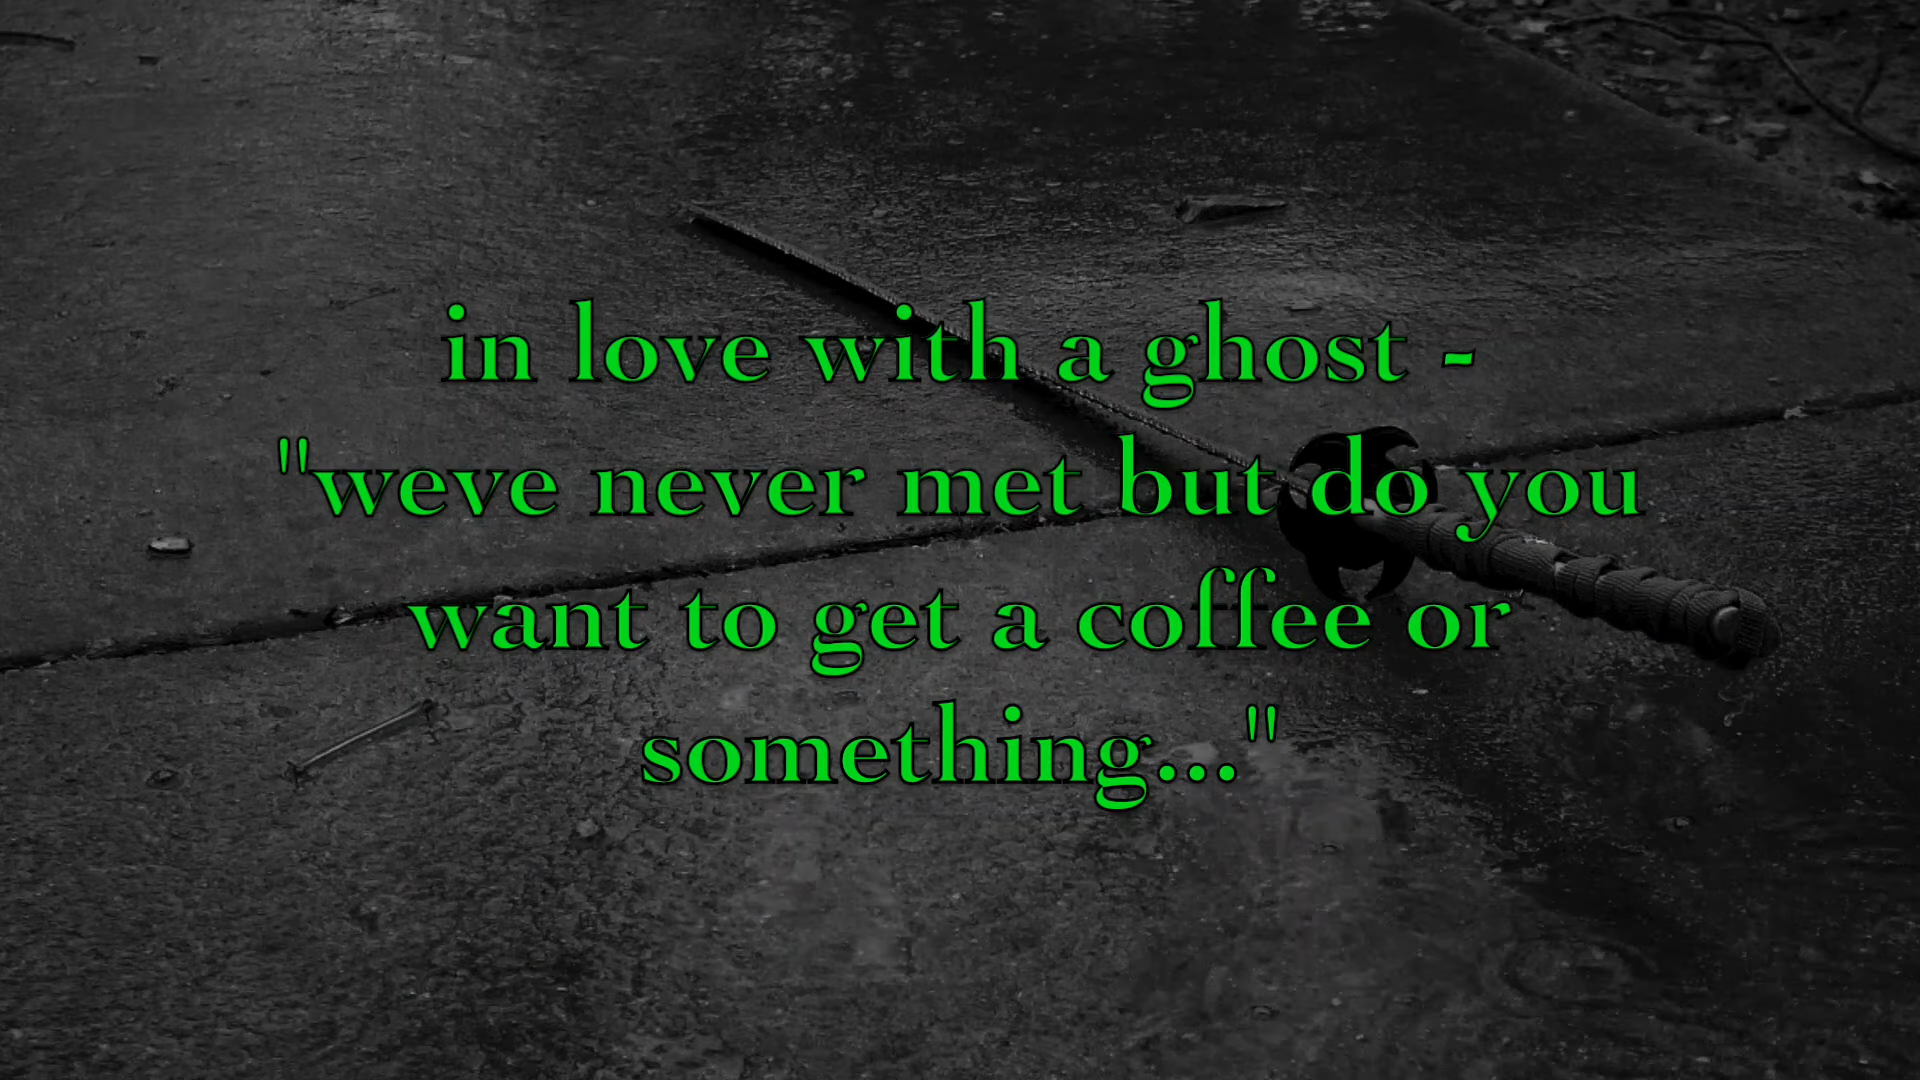 in love with a ghost -
"weve never met but do you
want to get a coffee or
something..."